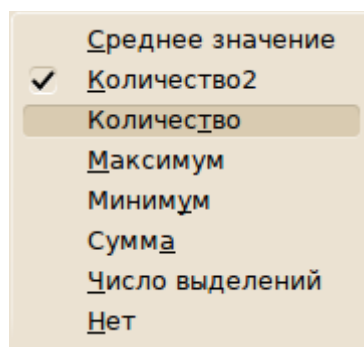 Среднее значение
Количество2
Количество
Максимум
Минимум
Сумма
Число выделений
Нет